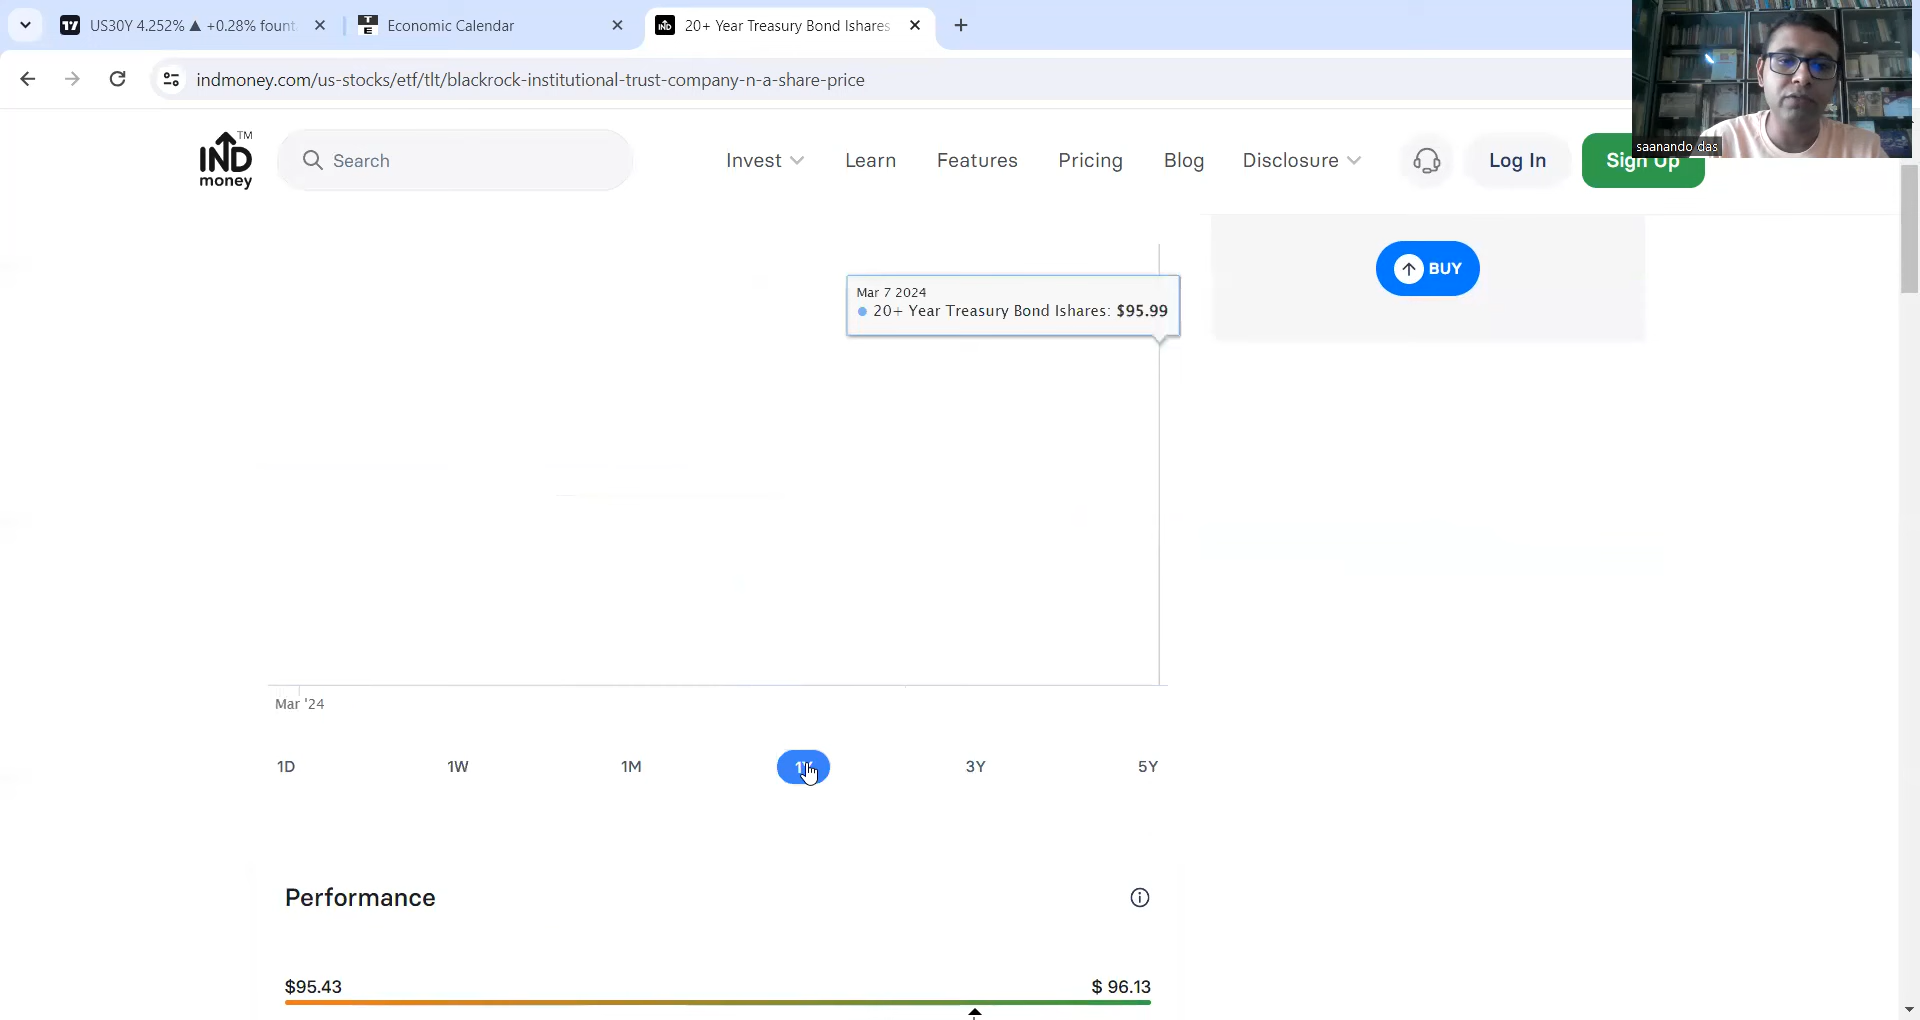 US30Y 4.252% ▲ +0.28% fount
Economic Calendar
20+ Year Treasury Bond Ishares
indmoney.com/us-stocks/etf/tlt/blackrock-institutional-trust-company-n-a-share-price
IND money TM
Search
Invest
Learn
Features
Pricing
Blog
Disclosure
Log In
Sign Up
saanando das
BUY
Mar 7 2024
20+ Year Treasury Bond Ishares: $95.99
Mar '24
1D
1W
1M
1Y
3Y
5Y
Performance
$95.43
$ 96.13